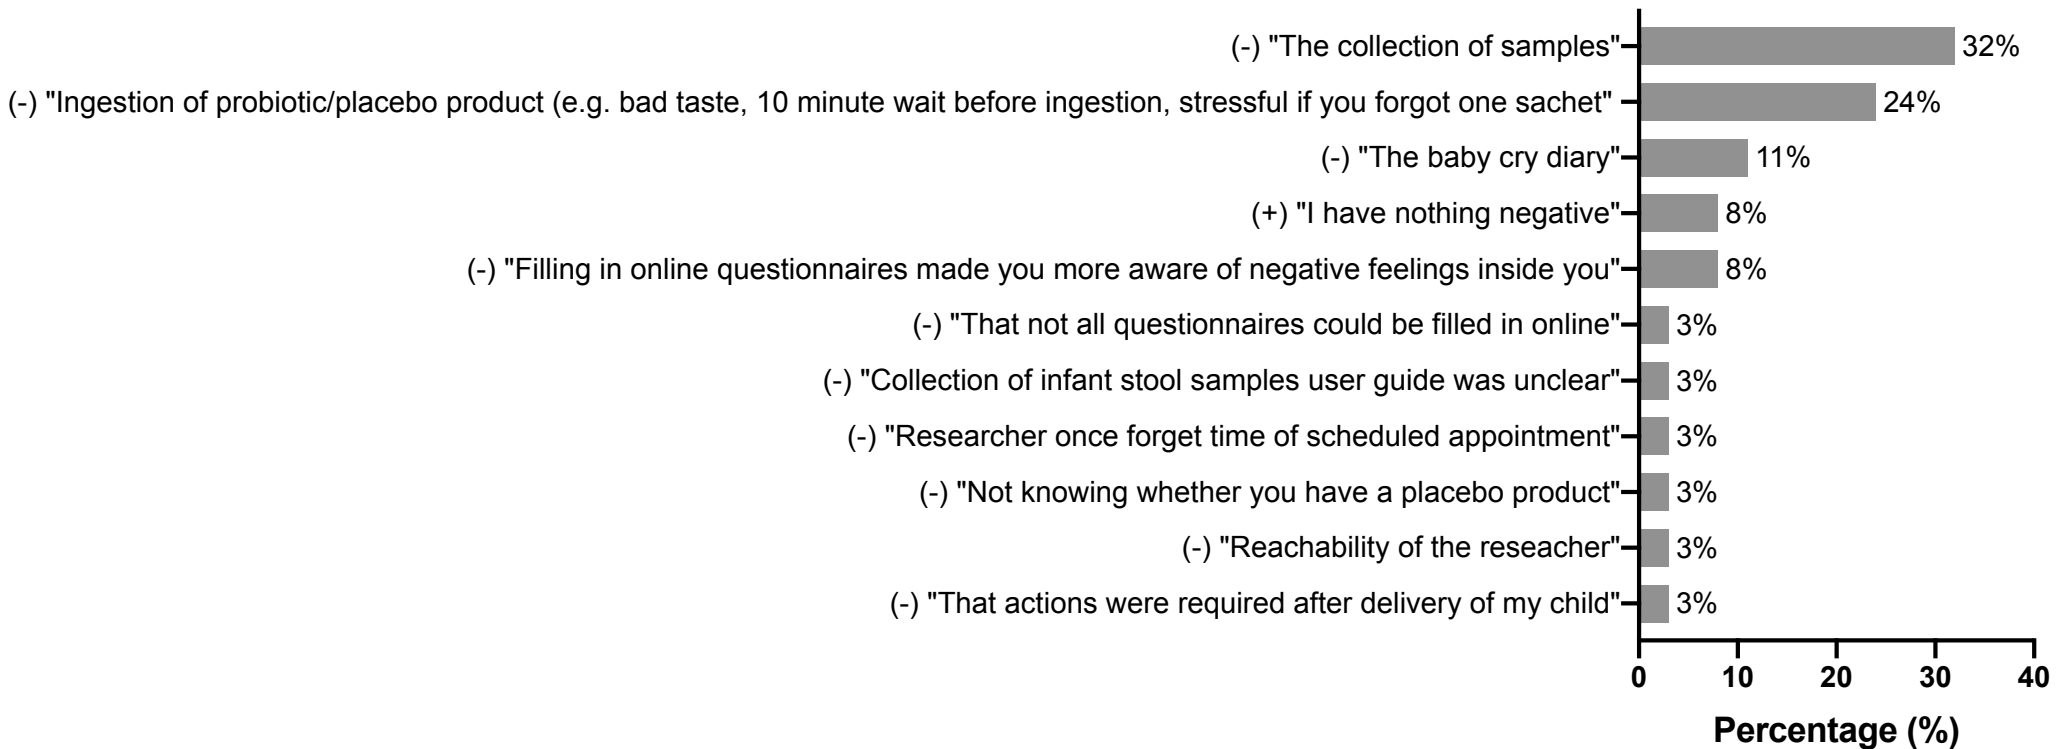 (-) "The collection of samples" 32%
(-) "Ingestion of probiotic/placebo product (e.g. bad taste, 10 minute wait before ingestion, stressful if you forgot one sachet" 24%
(-) "The baby cry diary" 11%
(+) "I have nothing negative" 8%
(-) "Filling in online questionnaires made you more aware of negative feelings inside you" 8%
(-) "That not all questionnaires could be filled in online" 3%
(-) "Collection of infant stool samples user guide was unclear" 3%
(-) "Researcher once forget time of scheduled appointment" 3%
(-) "Not knowing whether you have a placebo product" 3%
(-) "Reachability of the reseacher" 3%
(-) "That actions were required after delivery of my child" 3%
0 10 20 30 40
Percentage (%)